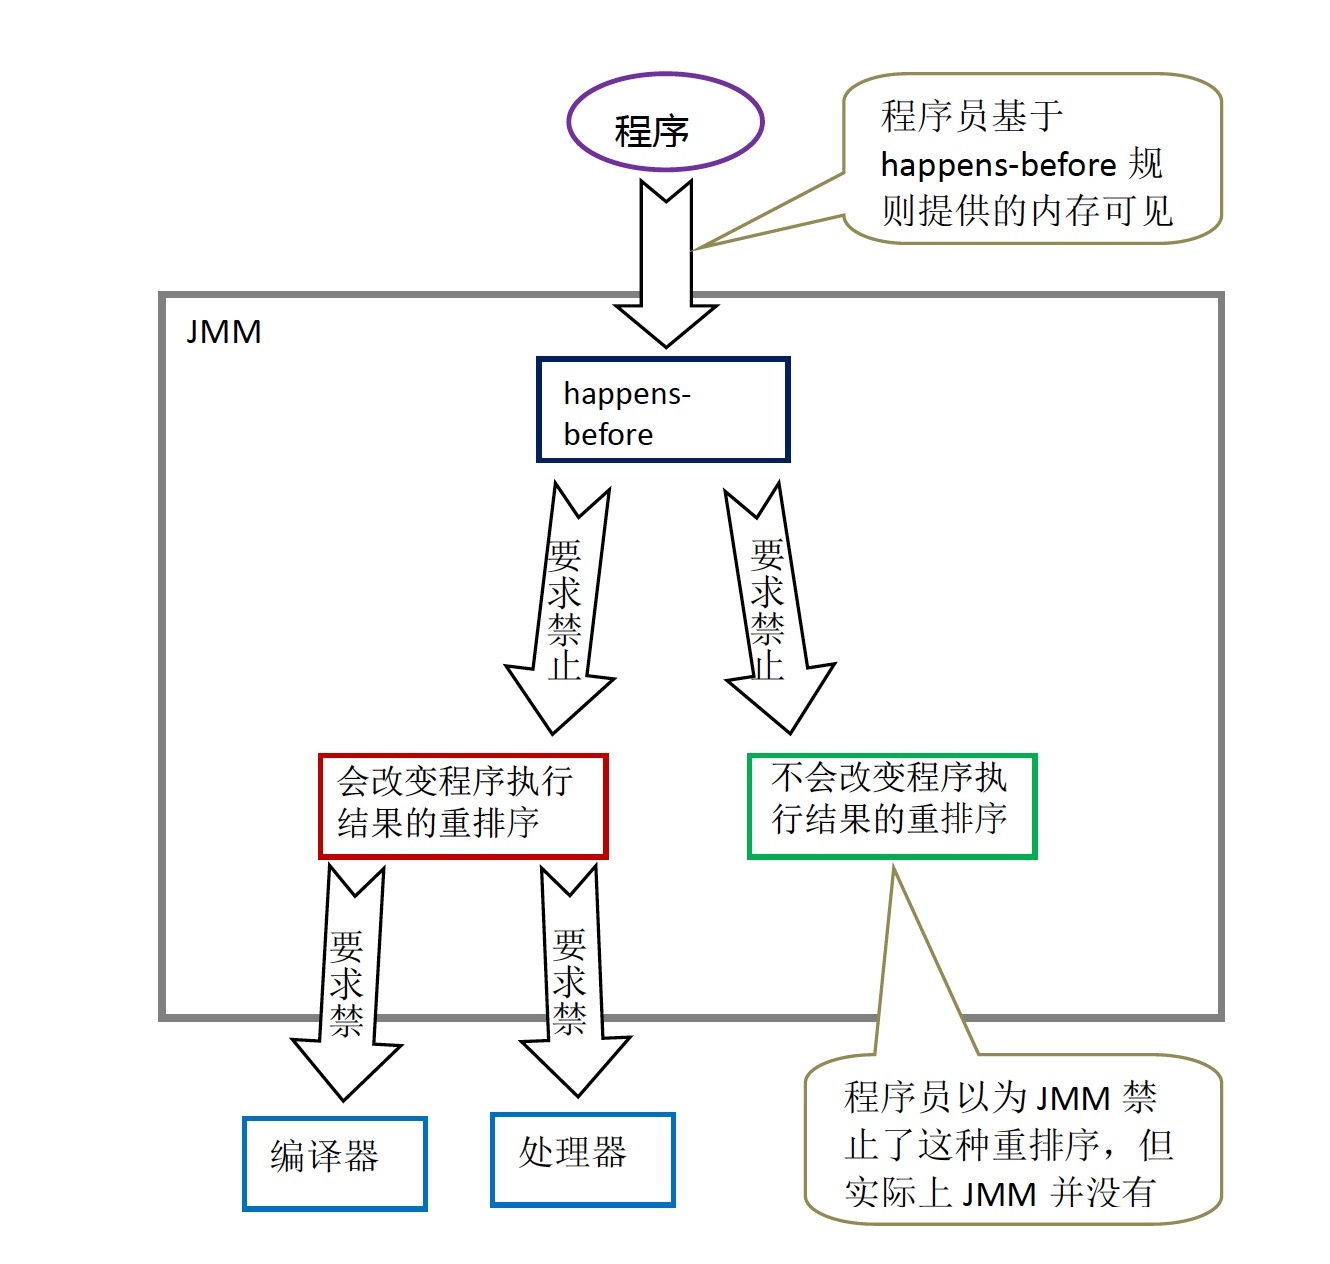 程序
程序员基于
happens-before 规
则提供的内存可见
JMM
happens-
before
要求禁止
要求禁止
会改变程序执行
结果的重排序
不会改变程序执
行结果的重排序
要求禁
要求禁
编译器
处理器
程序员以为 JMM 禁
止了这种重排序，但
实际上 JMM 并没有